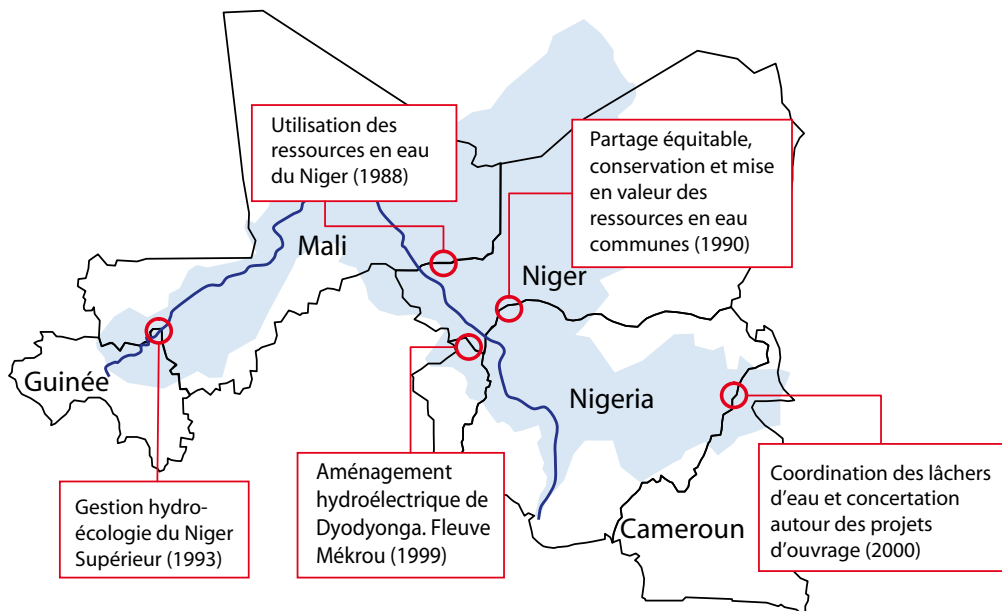 Utilisation des
ressources en eau
du Niger (1988)
Partage équitable,
conservation et mise
en valeur des
ressources en eau
communes (1990)
Mali
Niger
Guinée
Nigeria
Cameroun
Gestion hydro-
écologie du Niger
Supérieur (1993)
Aménagement
hydroélectrique de
Dyodyonga. Fleuve
Mékrou (1999)
Coordination des lâchers
d’eau et concertation
autour des projets
d’ouvrage (2000)